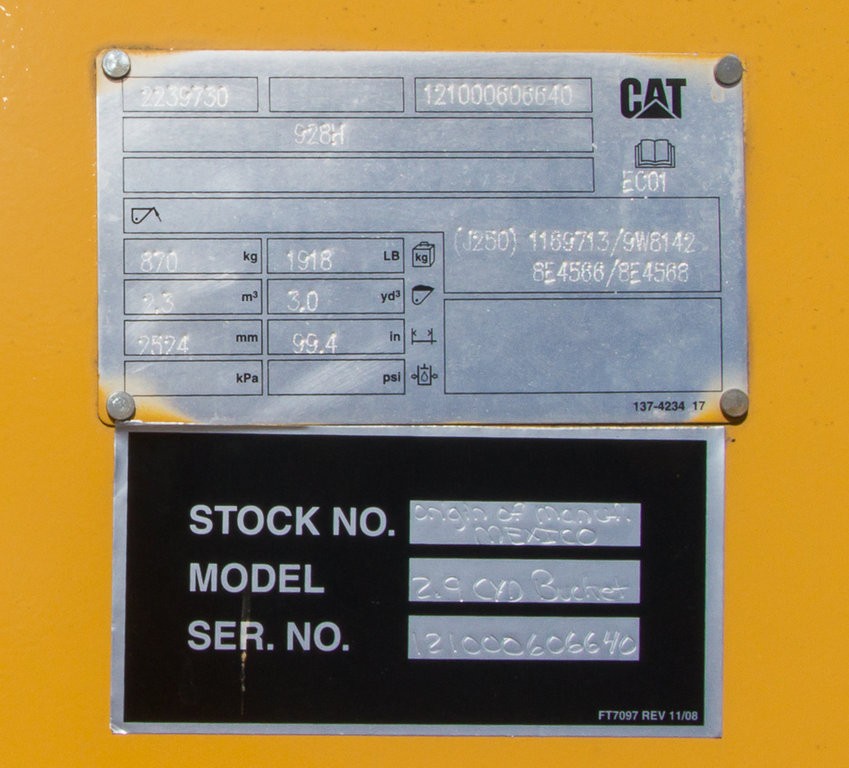 2239730 121000606640
CAT
928H
EC01
(J250) 1169713/9W8142
8E4566/8E4568
870 kg 1918 LB kg
2,3 m³ 3.0 yd³
2524 mm 99.4 in
kPa psi
137-4234 17
STOCK NO. origin of
MEXICO
MODEL 2.9 CYD Bucket
SER. NO. 121000606640
FT7097 REV 11/08